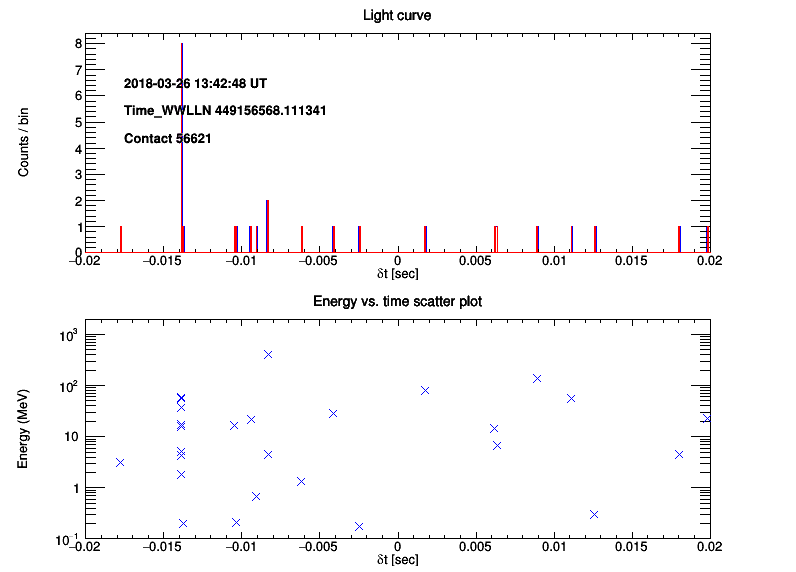 Light curve
Counts / bin
8
7
6
5
4
3
2
1
0
2018-03-26 13:42:48 UT
Time_WWLLN 449156568.111341
Contact 56621
−0.02 −0.015 −0.01 −0.005 0 0.005 0.01 0.015 0.02
δt [sec]
Energy vs. time scatter plot
Energy (MeV)
10³
10²
10
1
10⁻¹
−0.02 −0.015 −0.01 −0.005 0 0.005 0.01 0.015 0.02
δt [sec]